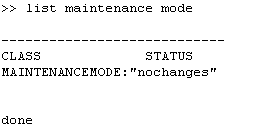 >> list maintenance mode
---------------------------
CLASS STATUS
MAINTENANCEMODE:"nochanges"
done